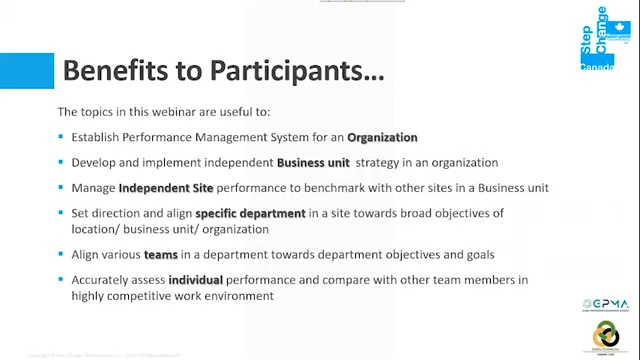 Step Change
Canada
Benefits to Participants...
The topics in this webinar are useful to:
▪ Establish Performance Management System for an Organization
▪ Develop and implement independent Business unit strategy in an organization
▪ Manage Independent Site performance to benchmark with other sites in a Business unit
▪ Set direction and align specific department in a site towards broad objectives of
location/ business unit/ organization
▪ Align various teams in a department towards department objectives and goals
▪ Accurately assess individual performance and compare with other team members in
highly competitive work environment
GPMA